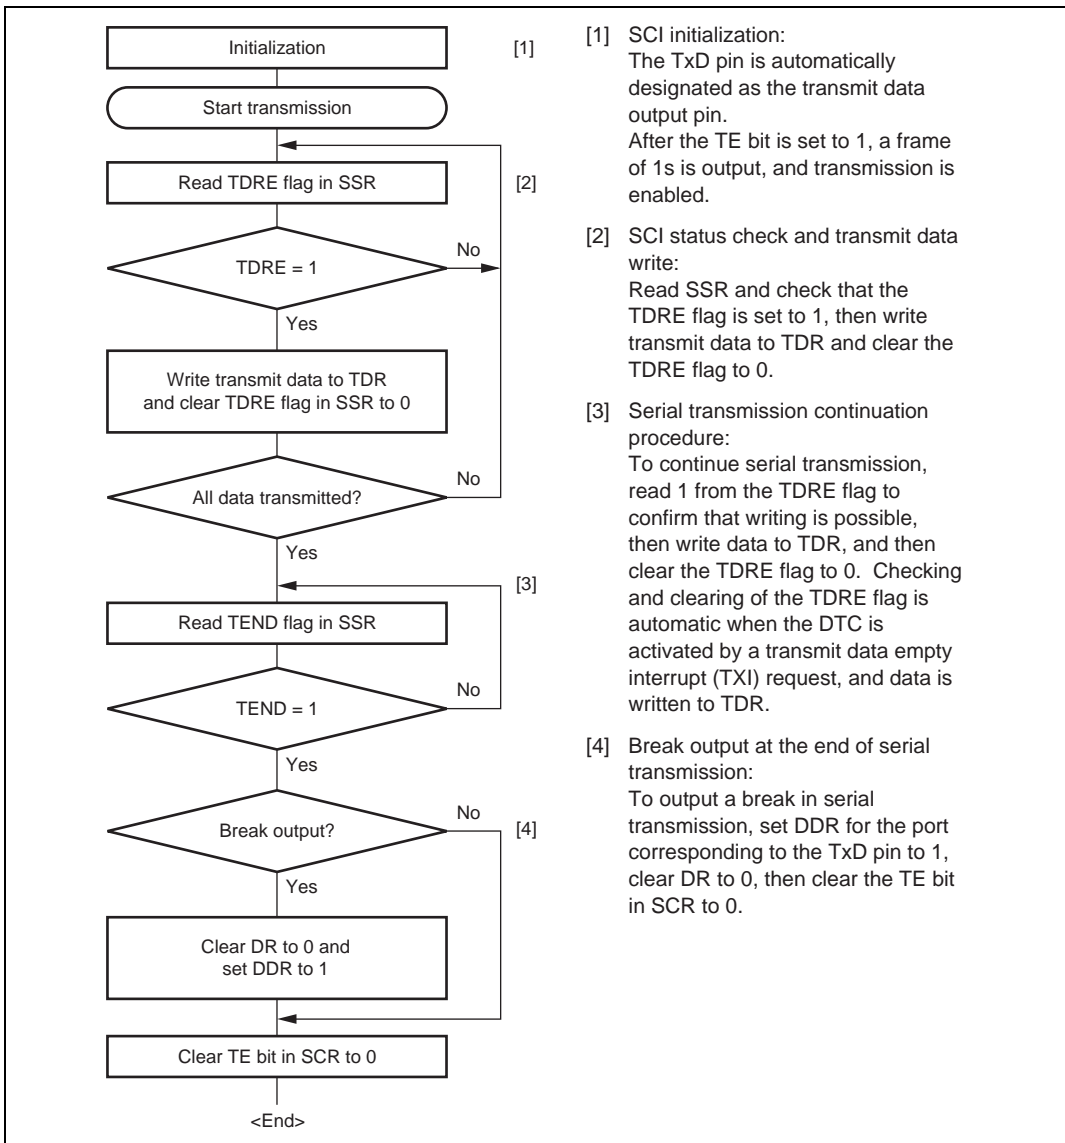 Initialization [1]
Start transmission
Read TDRE flag in SSR [2]
No
TDRE = 1
Yes
Write transmit data to TDR
and clear TDRE flag in SSR to 0
No
All data transmitted?
Yes
[3]
Read TEND flag in SSR
No
TEND = 1
Yes
No
Break output? [4]
Yes
Clear DR to 0 and
set DDR to 1
Clear TE bit in SCR to 0
<End>
[1] SCI initialization:
The TxD pin is automatically
designated as the transmit data
output pin.
After the TE bit is set to 1, a frame
of 1s is output, and transmission is
enabled.
[2] SCI status check and transmit data
write:
Read SSR and check that the
TDRE flag is set to 1, then write
transmit data to TDR and clear the
TDRE flag to 0.
[3] Serial transmission continuation
procedure:
To continue serial transmission,
read 1 from the TDRE flag to
confirm that writing is possible,
then write data to TDR, and then
clear the TDRE flag to 0. Checking
and clearing of the TDRE flag is
automatic when the DTC is
activated by a transmit data empty
interrupt (TXI) request, and data is
written to TDR.
[4] Break output at the end of serial
transmission:
To output a break in serial
transmission, set DDR for the port
corresponding to the TxD pin to 1,
clear DR to 0, then clear the TE bit
in SCR to 0.